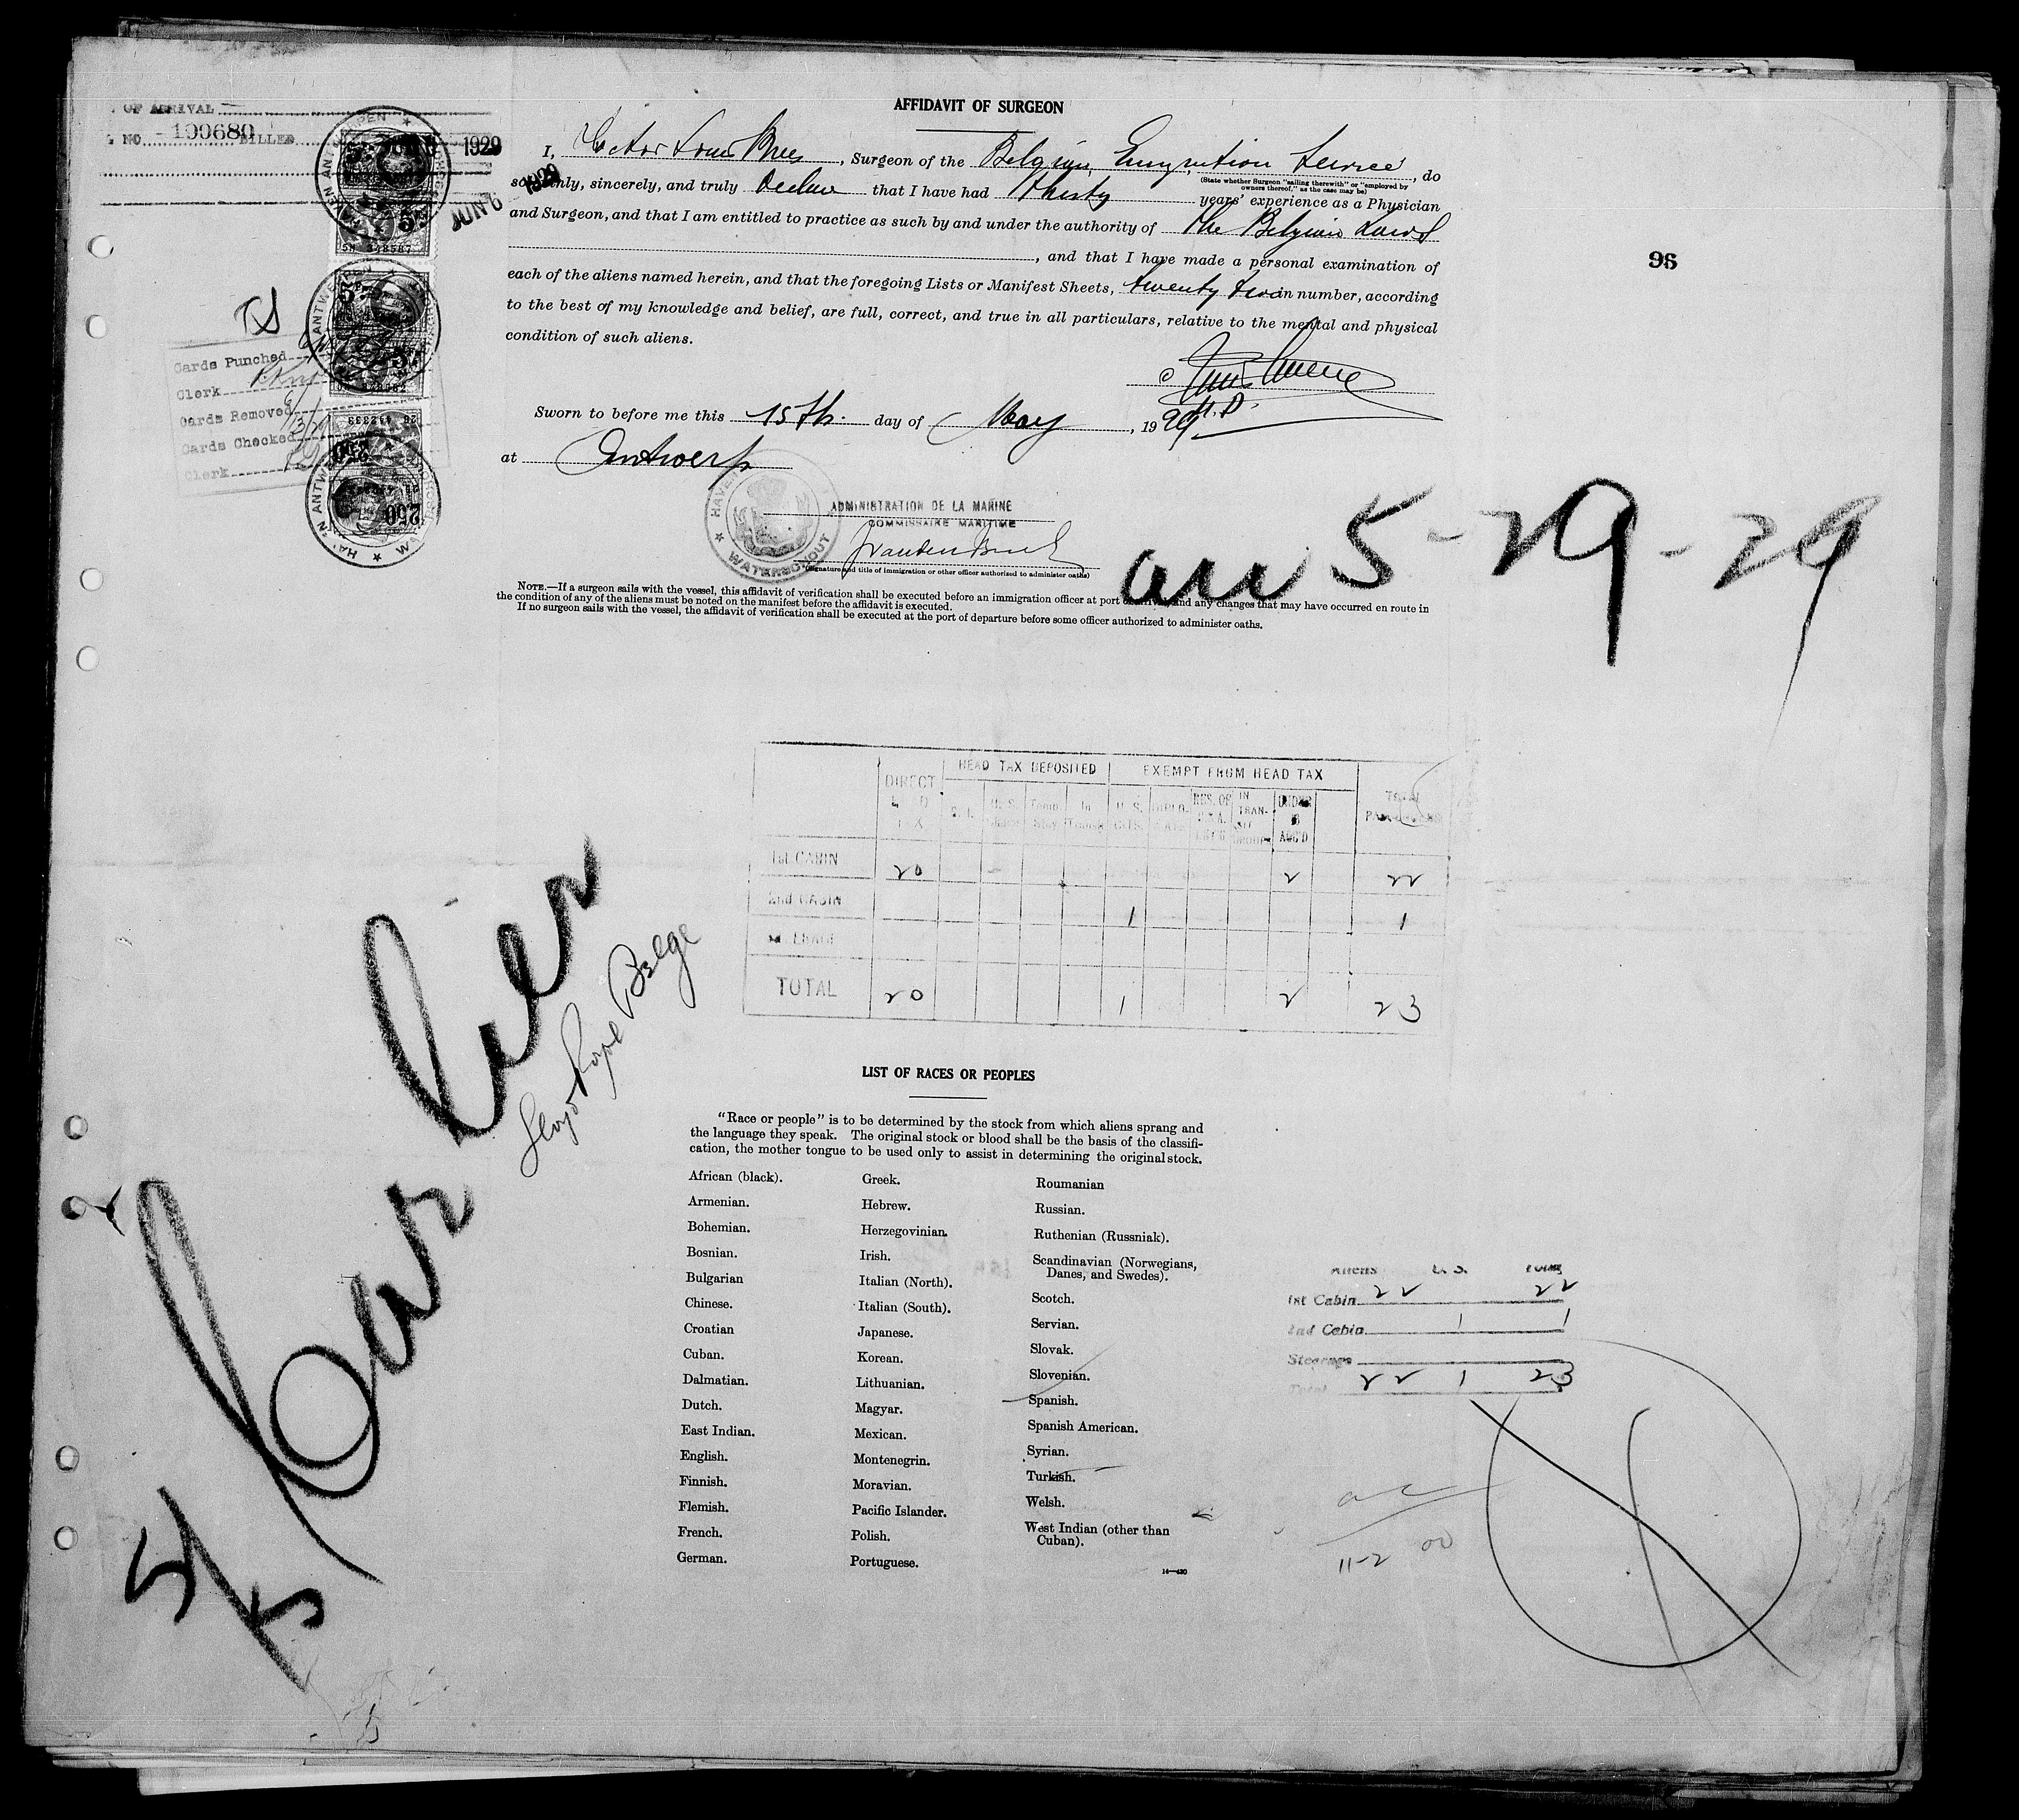 OF ARRIVAL
NO. 100680 BILLED 1929
JUN 6 1929
AFFIDAVIT OF SURGEON
I, Victor Louis Brees, Surgeon of the Belgian Emigration Service, do
(State whether Surgeon "sailing therewith" or "employed by
owners thereof," as the case may be)
solemnly, sincerely, and truly declare that I have had thirty years' experience as a Physician
and Surgeon, and that I am entitled to practice as such by and under the authority of the Belgian Laws
, and that I have made a personal examination of
each of the aliens named herein, and that the foregoing Lists or Manifest Sheets, twenty two in number, according
to the best of my knowledge and belief, are full, correct, and true in all particulars, relative to the mental and physical
condition of such aliens.
96
Cards Punched
Clerk
Cards Removed
Cards Checked
Clerk
Sworn to before me this 15th. day of May, 1929
at Antwerp
HAVEN
WATERSCHOUT
ADMINISTRATION DE LA MARINE
COMMISSAIRE MARITIME
(Signature and title of immigration or other officer authorized to administer oaths)
arr 5-29-29
NOTE.—If a surgeon sails with the vessel, this affidavit of verification shall be executed before an immigration officer at port of arrival, and any changes that may have occurred en route in
the condition of any of the aliens must be noted on the manifest before the affidavit is executed.
If no surgeon sails with the vessel, the affidavit of verification shall be executed at the port of departure before some officer authorized to administer oaths.
DIRECT HEAD TAX DEPOSITED EXEMPT FROM HEAD TAX TOTAL
U. S. RES. OF IN TRAN- UNDER
1st CABIN 20 2 22
2nd CABIN 1 1
TOTAL 20 1 2 23
S/S Carlier
Lloyd Royal Belge
LIST OF RACES OR PEOPLES
"Race or people" is to be determined by the stock from which aliens sprang and
the language they speak. The original stock or blood shall be the basis of the classifi-
cation, the mother tongue to be used only to assist in determining the original stock.
African (black).
Armenian.
Bohemian.
Bosnian.
Bulgarian
Chinese.
Croatian
Cuban.
Dalmatian.
Dutch.
East Indian.
English.
Finnish.
Flemish.
French.
German.
Greek.
Hebrew.
Herzegovinian.
Irish.
Italian (North).
Italian (South).
Japanese.
Korean.
Lithuanian.
Magyar.
Mexican.
Montenegrin.
Moravian.
Pacific Islander.
Polish.
Portuguese.
Roumanian
Russian.
Ruthenian (Russniak).
Scandinavian (Norwegians,
Danes, and Swedes).
Scotch.
Servian.
Slovak.
Slovenian.
Spanish.
Spanish American.
Syrian.
Turkish.
Welsh.
West Indian (other than
Cuban).
14—430
Aliens U. S. Total
1st Cabin 22 22
2nd Cabin 1 1
Steerage
Total 22 1 23